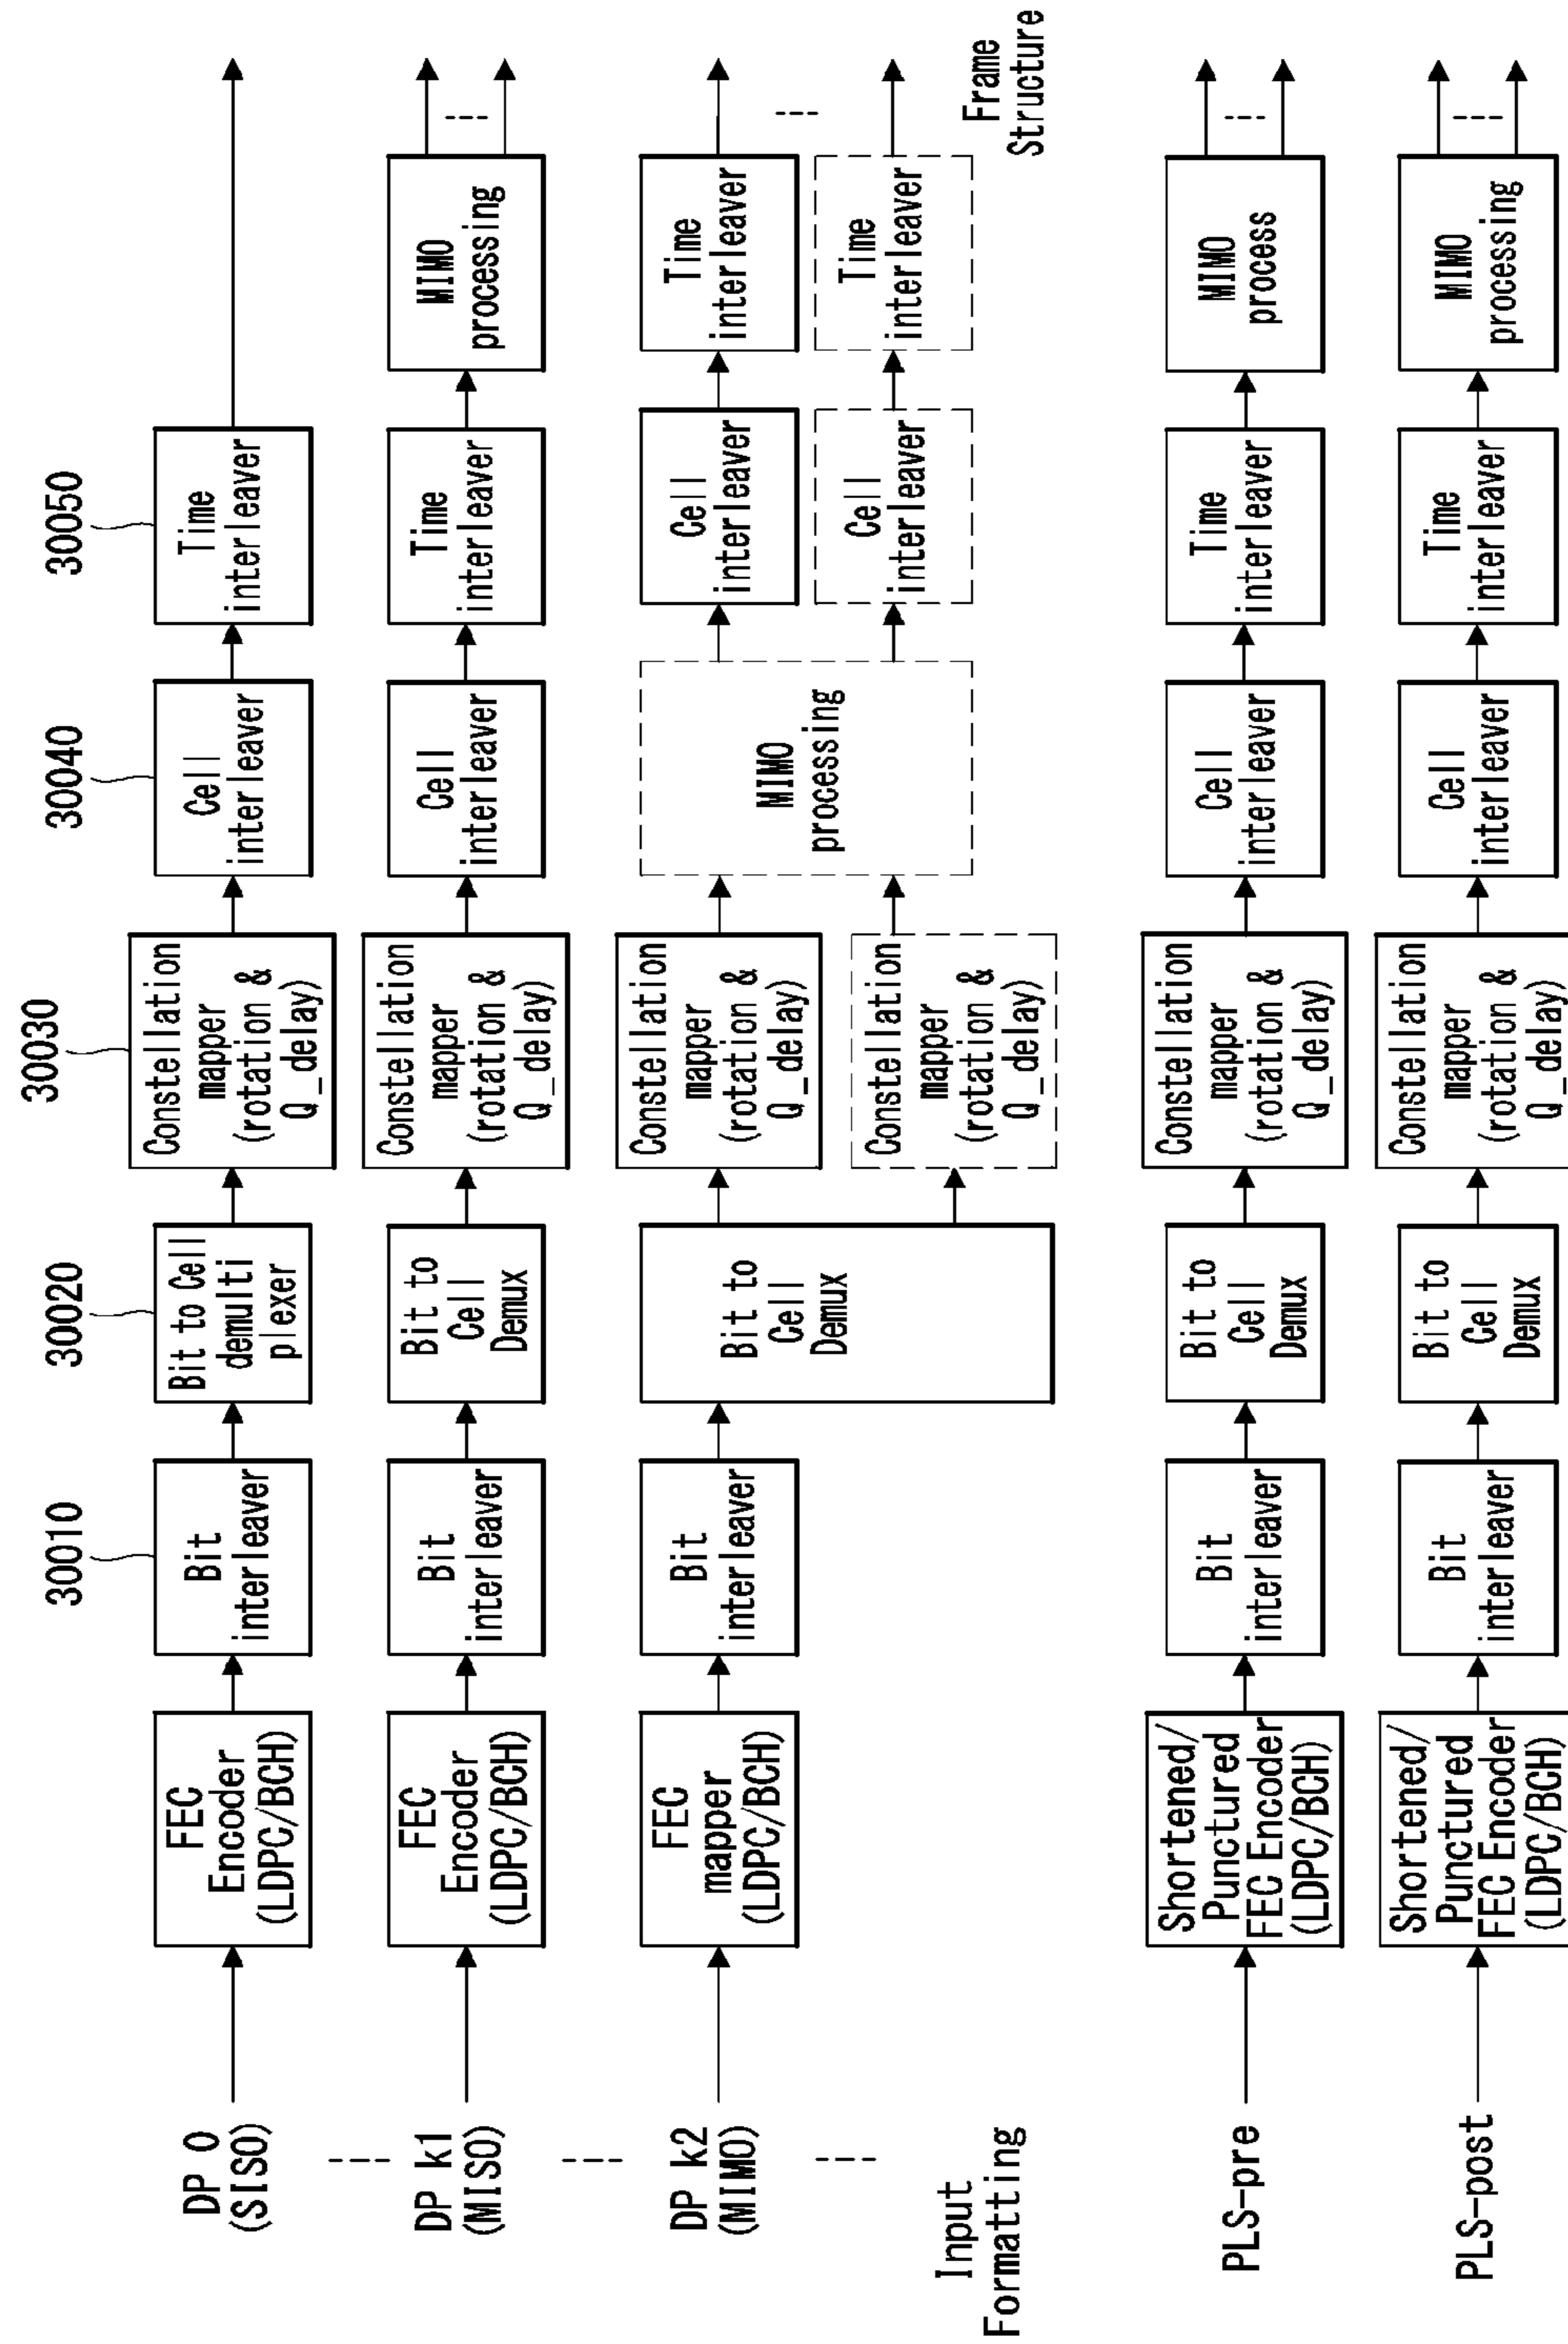 30010
30020
30030
30040
30050
DP 0
(SISO)
FEC
Encoder
(LDPC/BCH)
Bit
interleaver
Bit to Cell
demulti
plexer
Constellation
mapper
(rotation &
Q_delay)
Cell
interleaver
Time
interleaver
DP k1
(MISO)
FEC
Encoder
(LDPC/BCH)
Bit
interleaver
Bit to
Cell
Demux
Constellation
mapper
(rotation &
Q_delay)
Cell
interleaver
Time
interleaver
MIMO
processing
DP k2
(MIMO)
FEC
mapper
(LDPC/BCH)
Bit
interleaver
Bit to
Cell
Demux
Constellation
mapper
(rotation &
Q_delay)
Constellation
mapper
(rotation &
Q_delay)
MIMO
processing
Cell
interleaver
Time
interleaver
Cell
interleaver
Time
interleaver
Input
Formatting
Frame
Structure
PLS-pre
Shortened/
Punctured
FEC Encoder
(LDPC/BCH)
Bit
interleaver
Bit to
Cell
Demux
Constellation
mapper
(rotation &
Q_delay)
Cell
interleaver
Time
interleaver
MIMO
process
PLS-post
Shortened/
Punctured
FEC Encoder
(LDPC/BCH)
Bit
interleaver
Bit to
Cell
Demux
Constellation
mapper
(rotation &
Q_delay)
Cell
interleaver
Time
interleaver
MIMO
processing